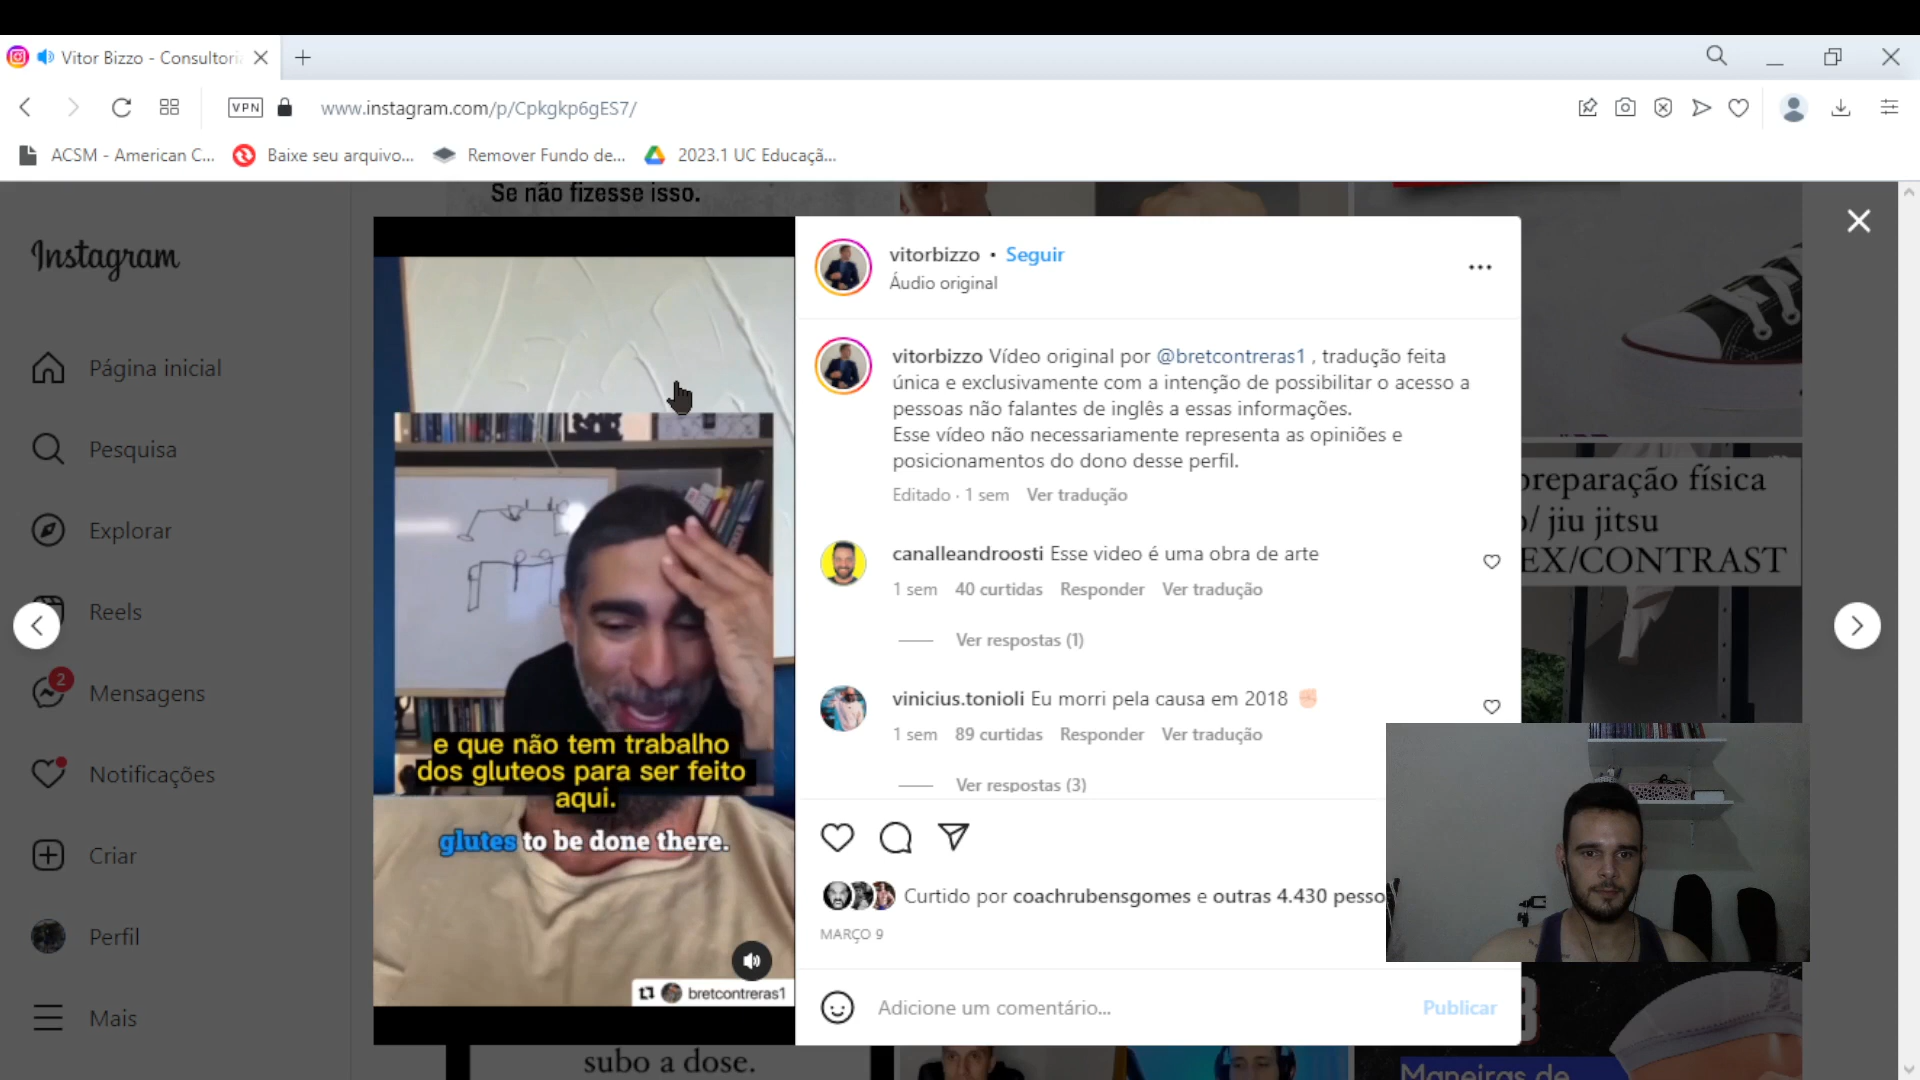 Vitor Bizzo - Consultori
VPN
www.instagram.com/p/Cpkgkp6gES7/
ACSM - American C...
Baixe seu arquivo...
Remover Fundo de...
2023.1 UC Educaçã...
Se não fizesse isso.
Instagram
Página inicial
Pesquisa
Explorar
Reels
2
Mensagens
Notificações
Criar
Perfil
Mais
e que não tem trabalho
dos gluteos para ser feito
aqui.
glutes to be done there.
bretcontreras1
vitorbizzo • Seguir
Áudio original
vitorbizzo Vídeo original por @bretcontreras1 , tradução feita
única e exclusivamente com a intenção de possibilitar o acesso a
pessoas não falantes de inglês a essas informações.
Esse vídeo não necessariamente representa as opiniões e
posicionamentos do dono desse perfil.
Editado · 1 sem Ver tradução
canalleandroosti Esse video é uma obra de arte
1 sem 40 curtidas Responder Ver tradução
Ver respostas (1)
vinicius.tonioli Eu morri pela causa em 2018 ✊🏻
1 sem 89 curtidas Responder Ver tradução
Ver respostas (3)
Curtido por coachrubensgomes e outras 4.430 pesso
MARÇO 9
Adicione um comentário...
Publicar
preparação física
p/ jiu jitsu
EX/CONTRAST
subo a dose.
Maneiras de